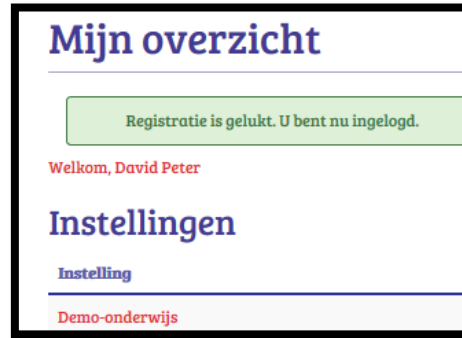 Mijn overzicht
Registratie is gelukt. U bent nu ingelogd.
Welkom, David Peter
Instellingen
Instelling
Demo-onderwijs